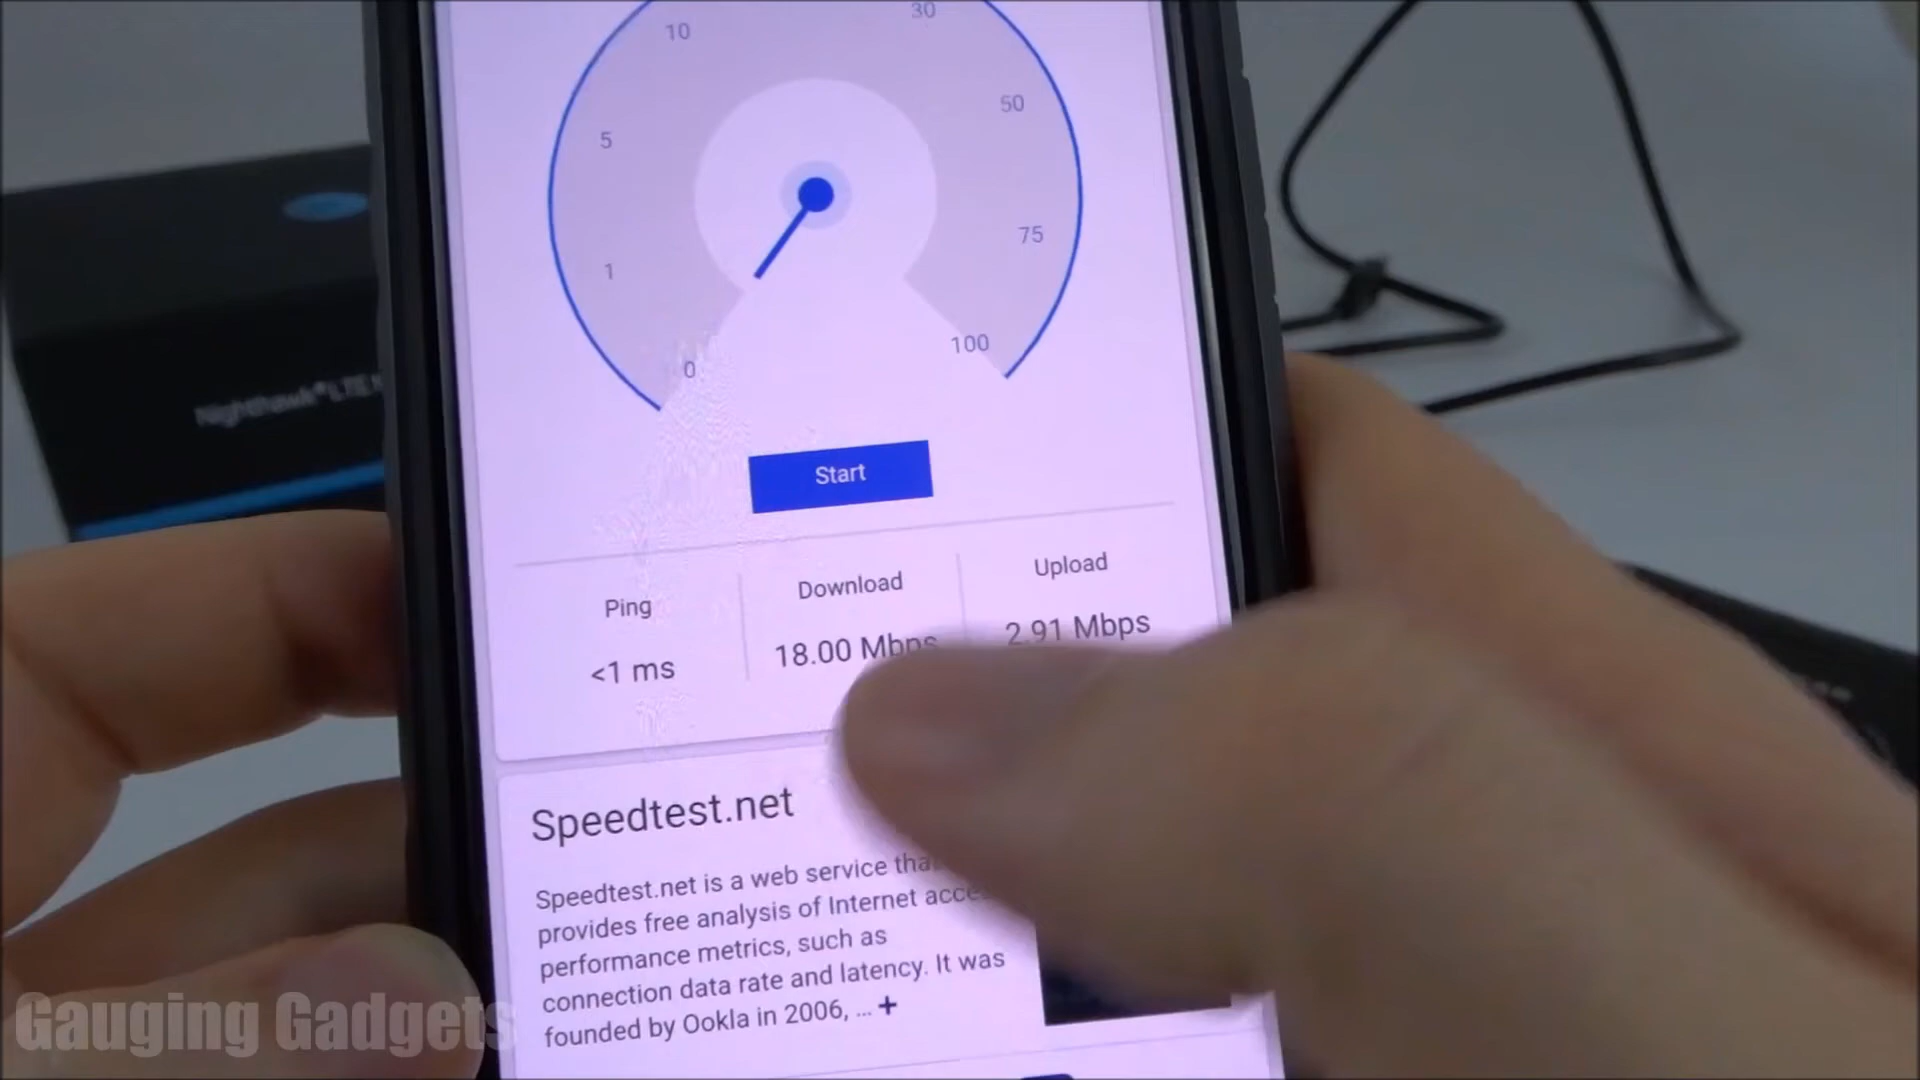 10
30
5
50
1
75
0
100
Start
Ping
Download
Upload
<1 ms
18.00 Mbps
2.91 Mbps
Nighthawk® LTE
Speedtest.net
Speedtest.net is a web service
provides free analysis of Internet
performance metrics, such as
connection data rate and latency. It was
founded by Ookla in 2006, ... +
Gauging Gadgets